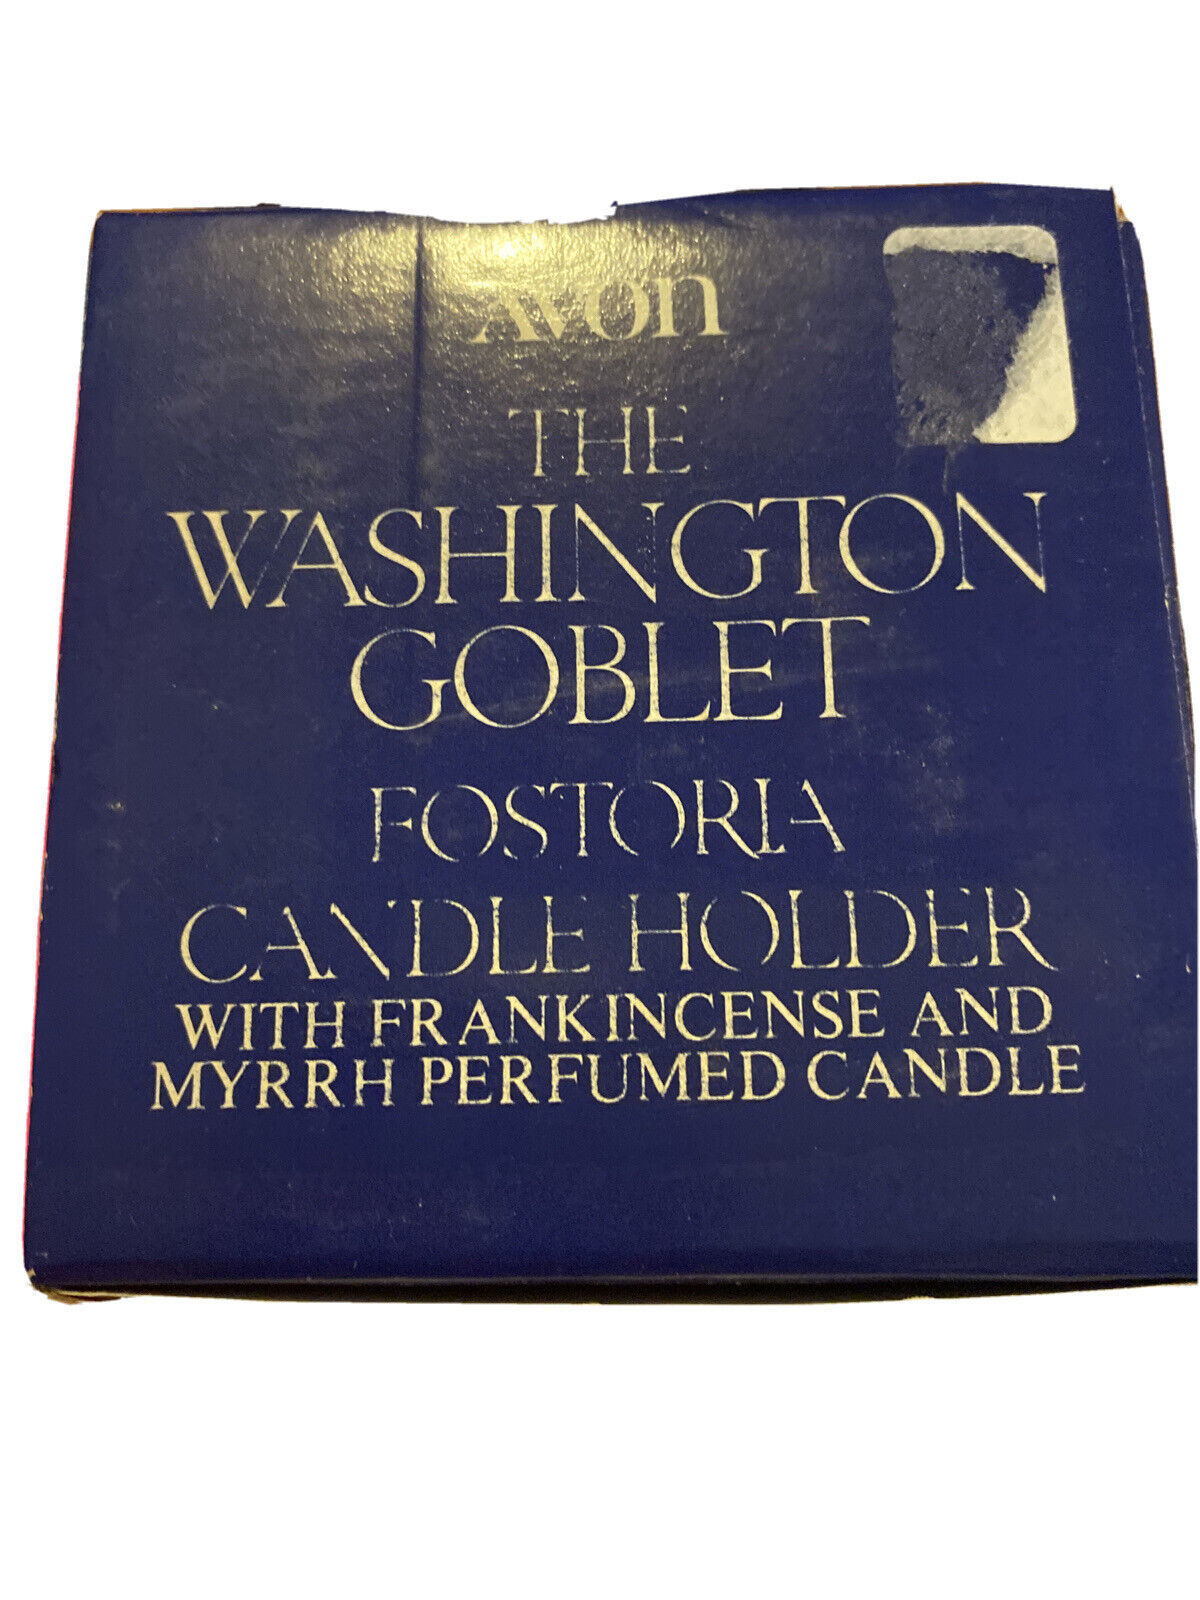 AVON
THE
WASHINGTON
GOBLET
FOSTORIA
CANDLE HOLDER
WITH FRANKINCENSE AND
MYRRH PERFUMED CANDLE